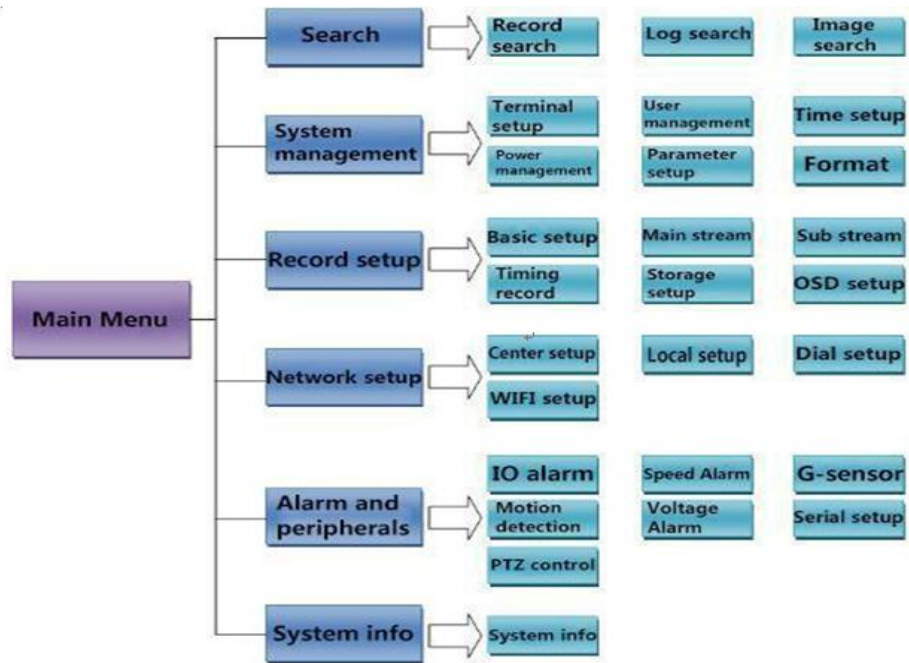 Search
Record
search
Log search
Image
search
System
management
Terminal
setup
User
management
Time setup
Power
management
Parameter
setup
Format
Record setup
Basic setup
Main stream
Sub stream
Timing
record
Storage
setup
OSD setup
Main Menu
Network setup
Center setup
Local setup
Dial setup
WIFI setup
Alarm and
peripherals
IO alarm
Speed Alarm
G-sensor
Motion
detection
Voltage
Alarm
Serial setup
PTZ control
System info
System info